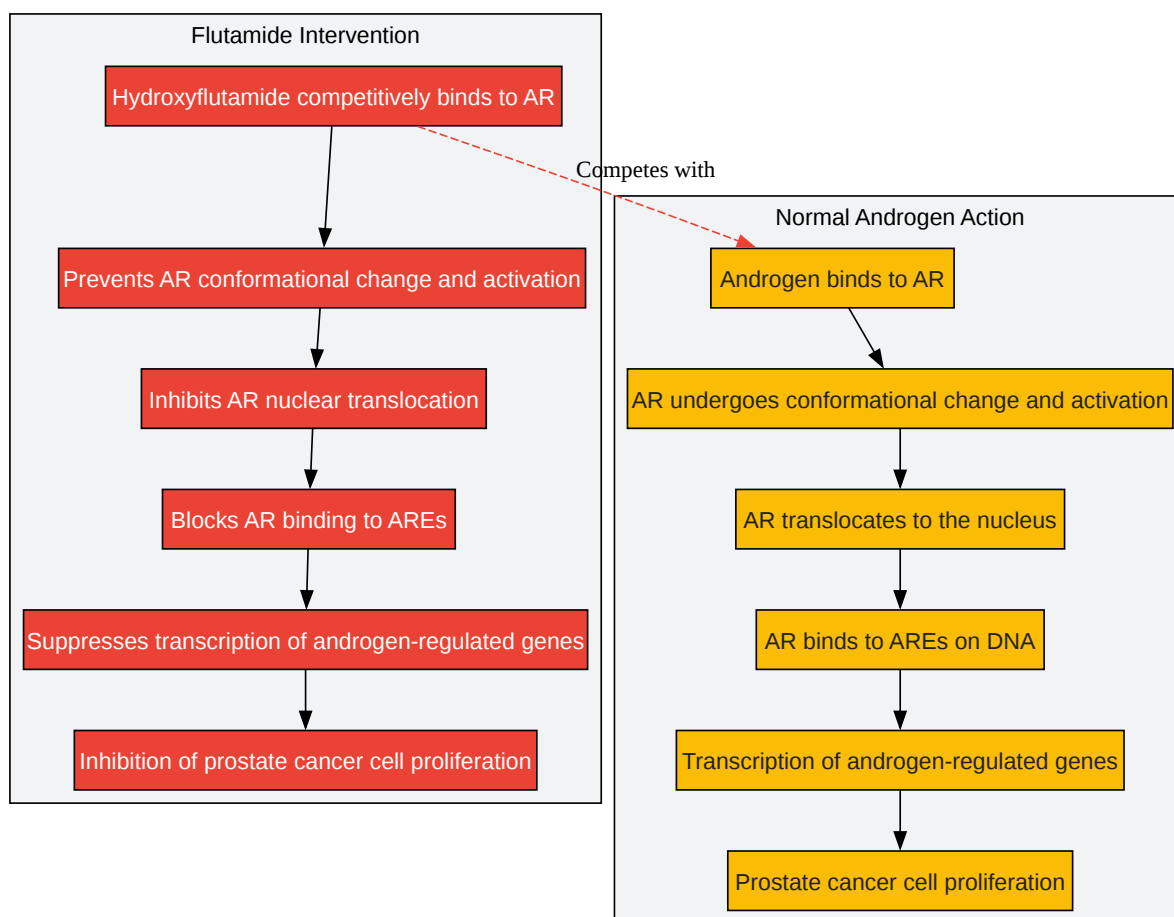 Flutamide Intervention
Hydroxyflutamide competitively binds to AR
Prevents AR conformational change and activation
Inhibits AR nuclear translocation
Blocks AR binding to AREs
Suppresses transcription of androgen-regulated genes
Inhibition of prostate cancer cell proliferation
Competes with
Normal Androgen Action
Androgen binds to AR
AR undergoes conformational change and activation
AR translocates to the nucleus
AR binds to AREs on DNA
Transcription of androgen-regulated genes
Prostate cancer cell proliferation